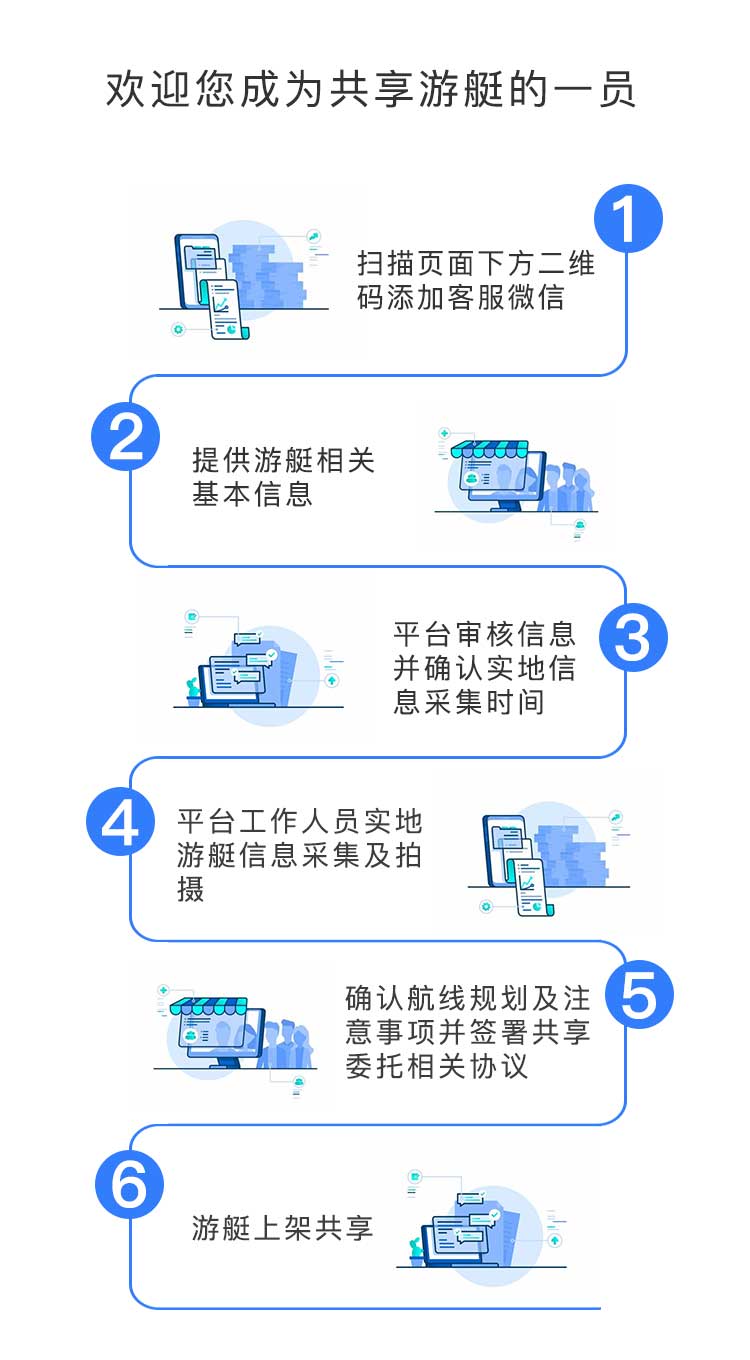 欢迎您成为共享游艇的一员
1
扫描页面下方二维
码添加客服微信
2
提供游艇相关
基本信息
3
平台审核信息
并确认实地信
息采集时间
4
平台工作人员实地
游艇信息采集及拍
摄
5
确认航线规划及注
意事项并签署共享
委托相关协议
6
游艇上架共享